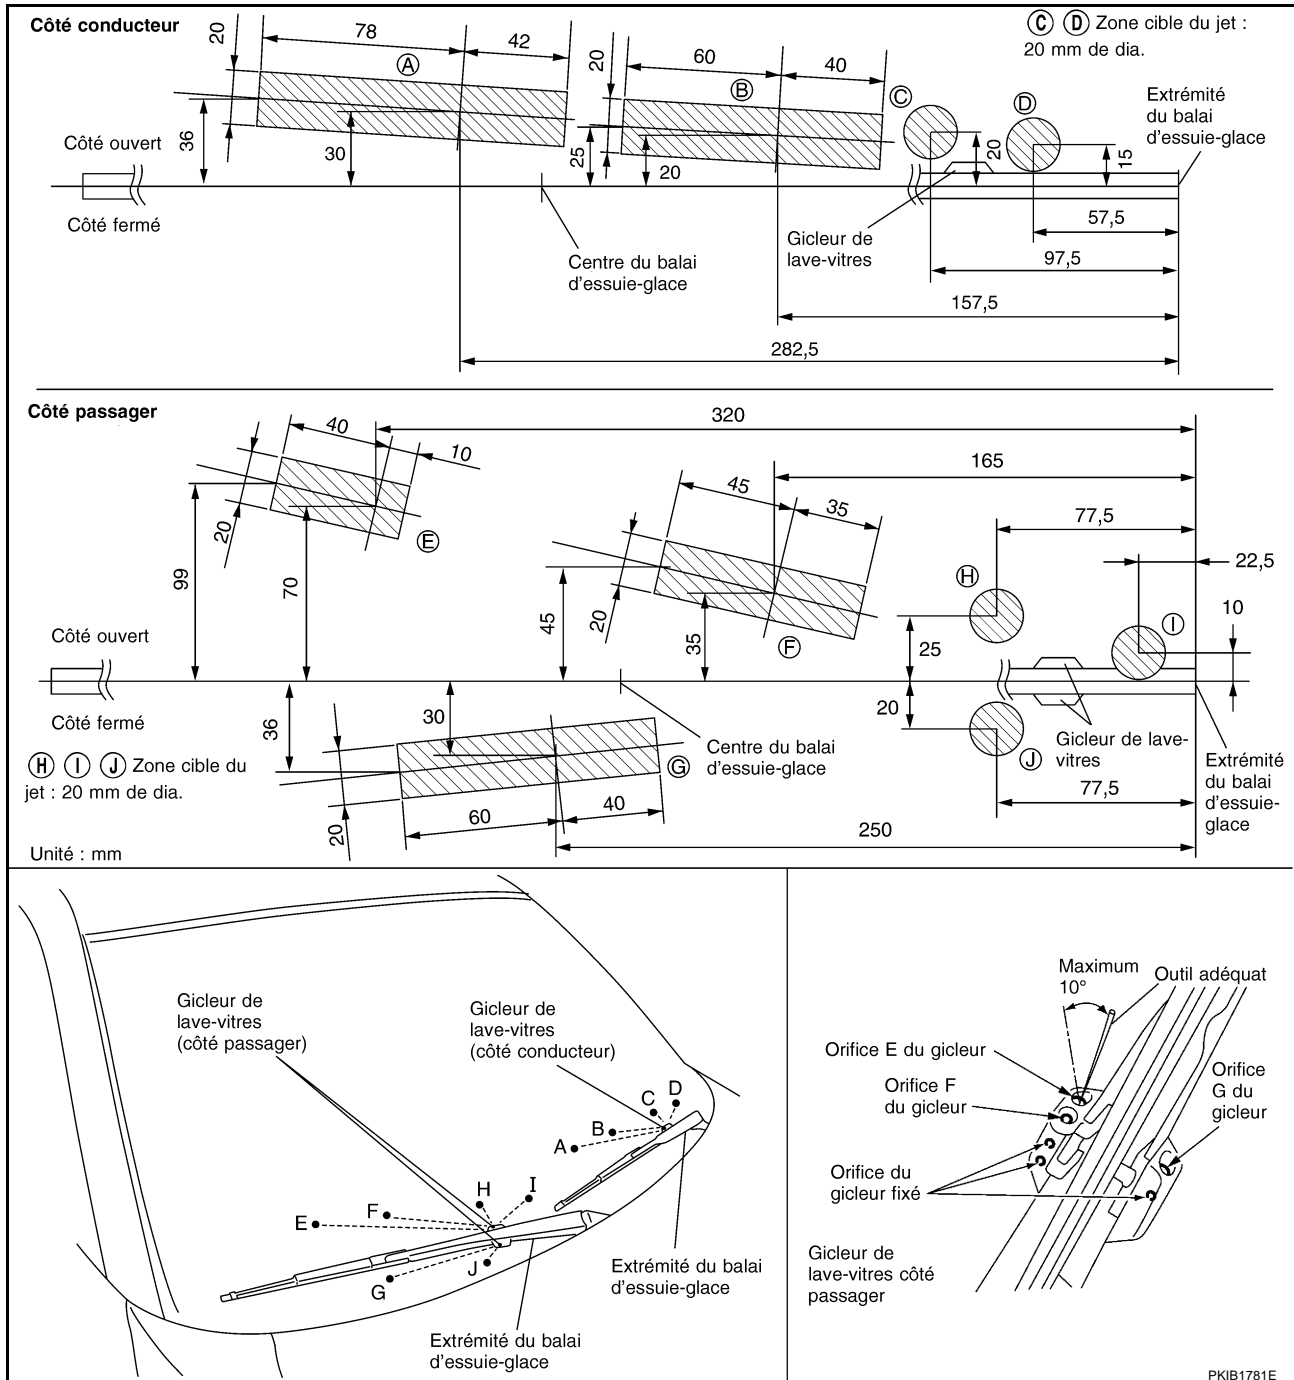 Côté conducteur
20
78
42
A
36
30
20
60
40
B
25
20
C
D
20
15
C D Zone cible du jet :
20 mm de dia.
Extrémité
du balai
d'essuie-glace
Côté ouvert
Côté fermé
Centre du balai
d'essuie-glace
Gicleur de
lave-vitres
57,5
97,5
157,5
282,5
Côté passager
320
40
10
165
45
35
77,5
22,5
20
E
99
70
45
20
35
F
H
I
25
10
Côté ouvert
Côté fermé
36
30
20
J
G
Centre du balai
d'essuie-glace
Gicleur de lave-
vitres
Extrémité
du balai
d'essuie-
glace
H I J Zone cible du
jet : 20 mm de dia.
20
60
40
77,5
250
Unité : mm
Gicleur de
lave-vitres
(côté passager)
Gicleur de
lave-vitres
(côté conducteur)
C
D
B
A
H
I
F
E
G
J
Extrémité du balai
d'essuie-glace
Extrémité du balai
d'essuie-glace
Maximum
10°
Outil adéquat
Orifice E du gicleur
Orifice F
du gicleur
Orifice
G du
gicleur
Orifice du
gicleur fixé
Gicleur de
lave-vitres côté
passager
PKIB1781E